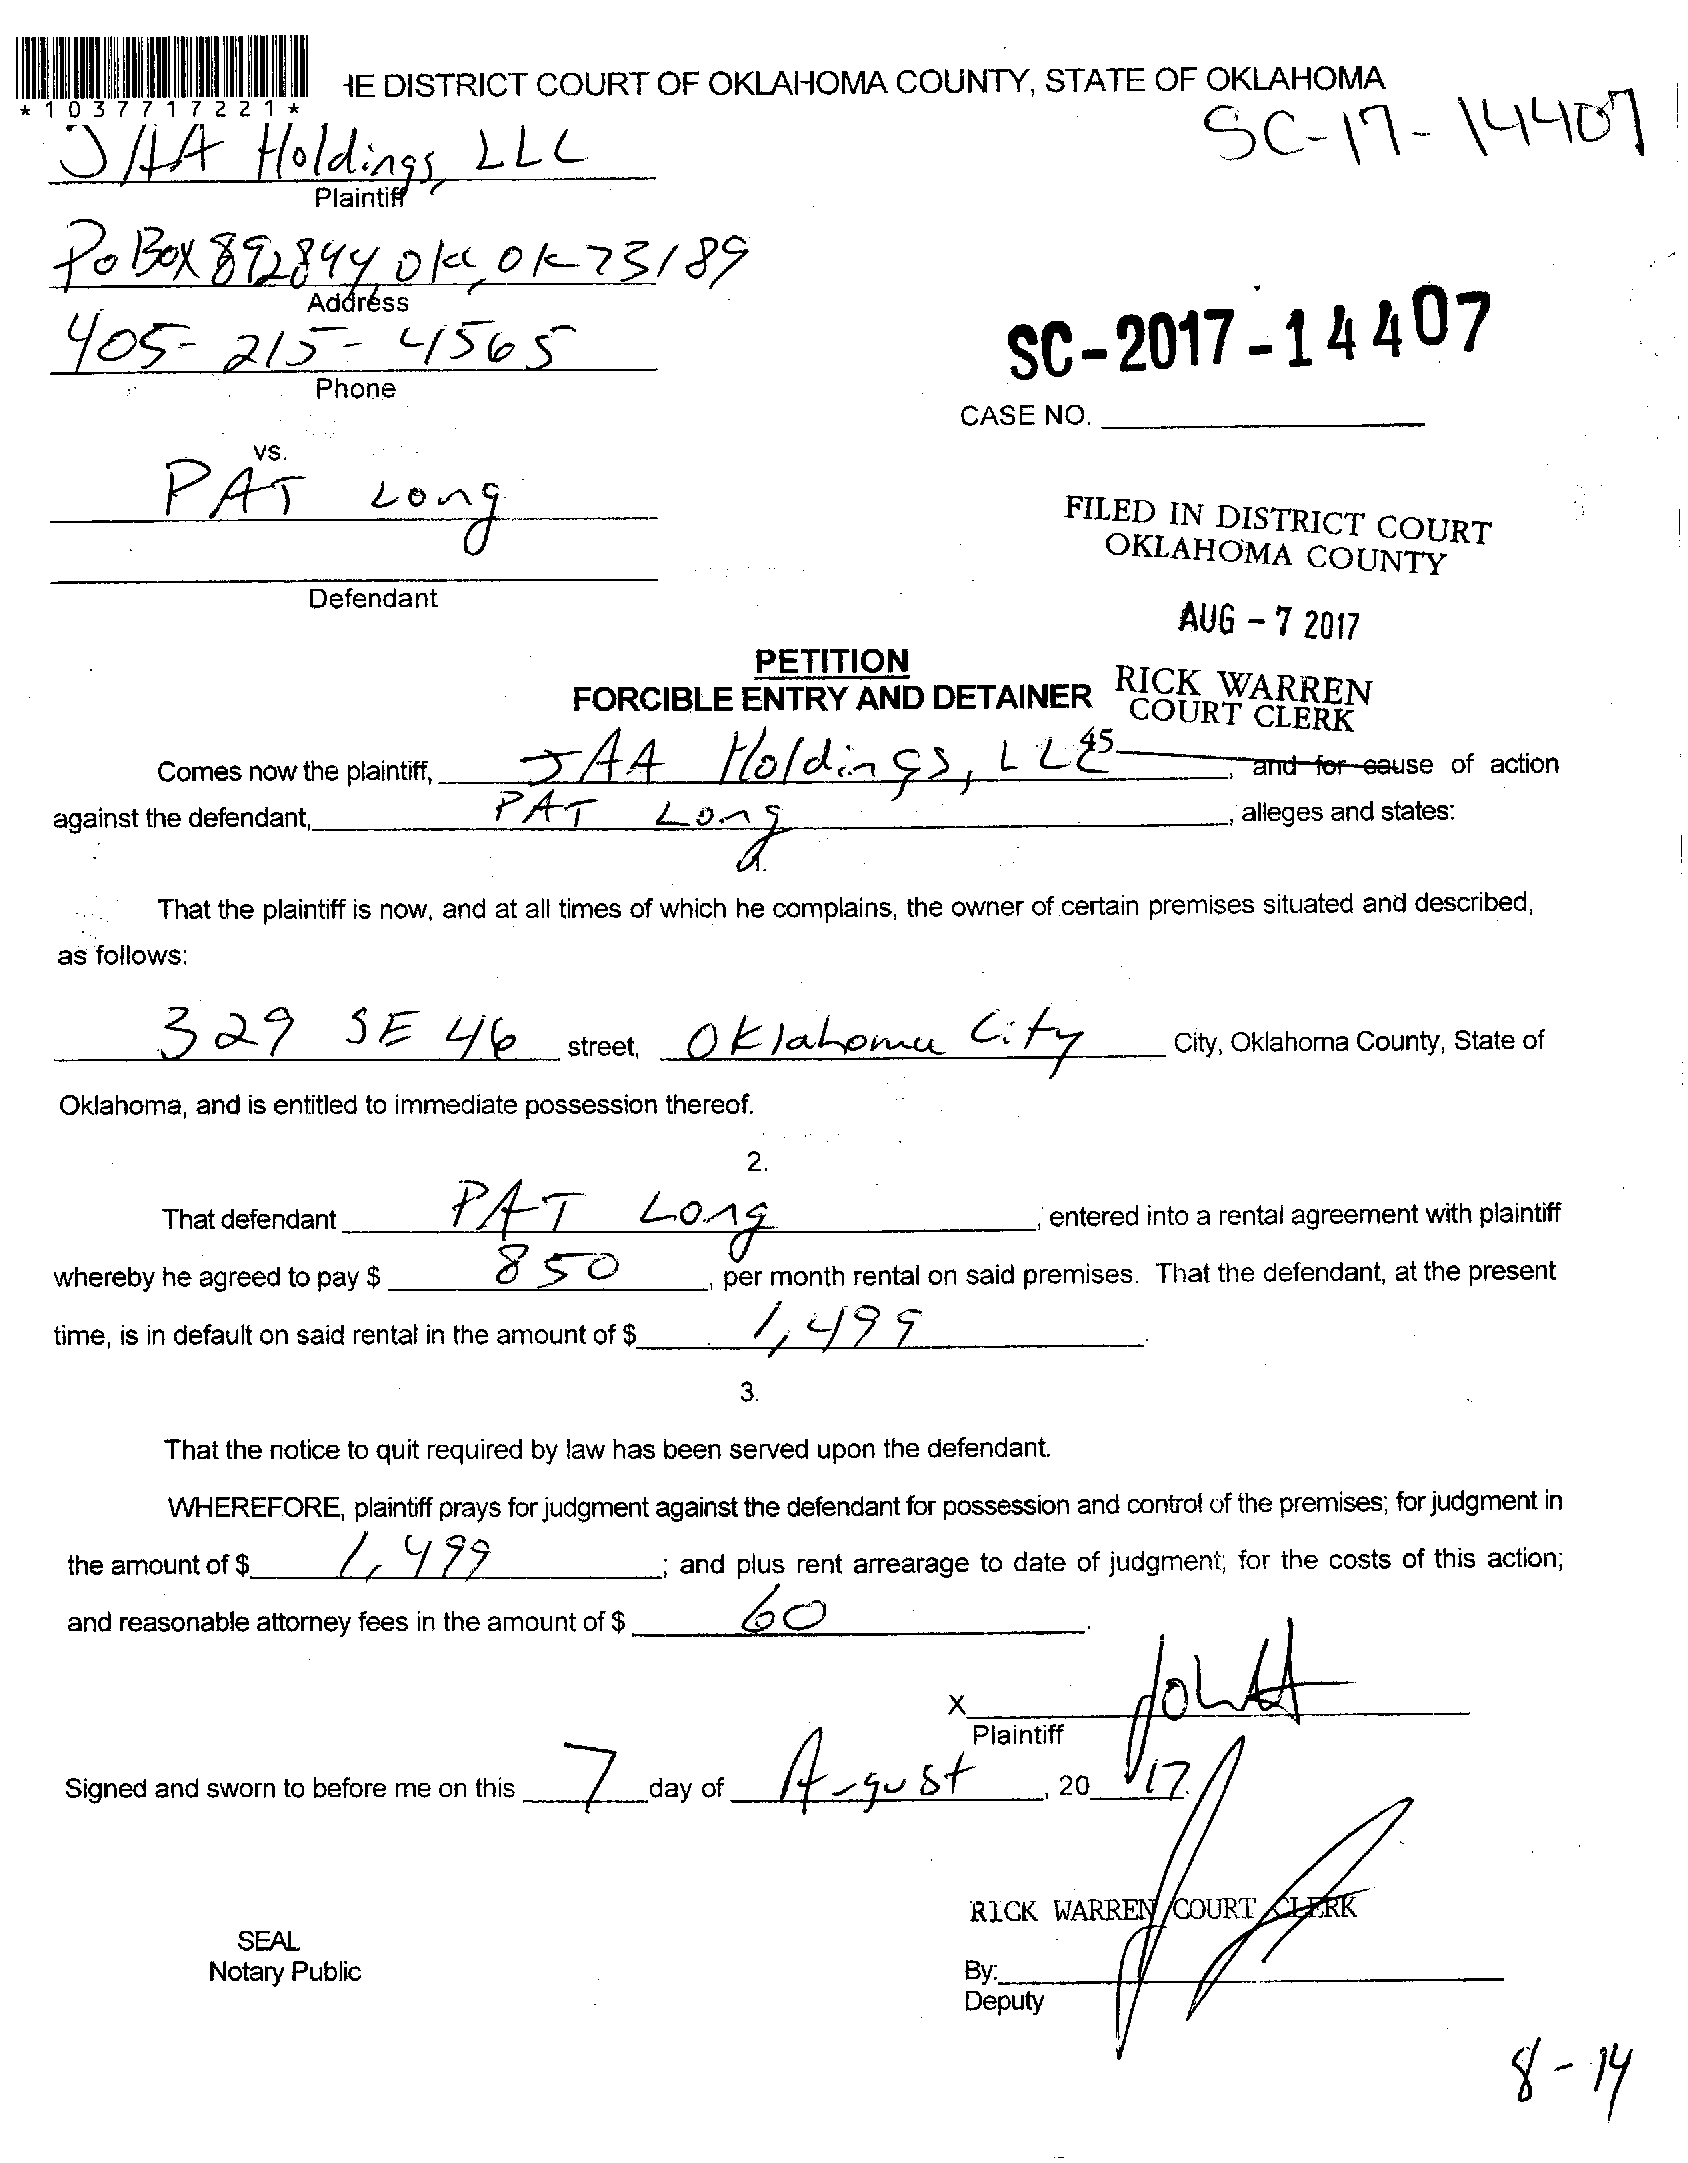 HE DISTRICT COURT OF OKLAHOMA COUNTY, STATE OF OKLAHOMA
*1037717221*
SC-17-14407
JAA Holdings, LLC
Plaintiff
Po Box 892844 OKC, OK 73189
Address
405-215-4565
Phone
SC-2017-14407
CASE NO.
vs.
PAT Long
Defendant
FILED IN DISTRICT COURT
OKLAHOMA COUNTY
AUG - 7 2017
RICK WARREN
COURT CLERK
45
PETITION
FORCIBLE ENTRY AND DETAINER
Comes now the plaintiff, JAA Holdings, LLC, and for cause of action
against the defendant, PAT Long, alleges and states:
That the plaintiff is now, and at all times of which he complains, the owner of certain premises situated and described,
as follows:
329 SE 46 street, Oklahoma City City, Oklahoma County, State of
Oklahoma, and is entitled to immediate possession thereof.
2.
That defendant PAT Long, entered into a rental agreement with plaintiff
whereby he agreed to pay $ 850, per month rental on said premises. That the defendant, at the present
time, is in default on said rental in the amount of $ 1,499.
3.
That the notice to quit required by law has been served upon the defendant.
WHEREFORE, plaintiff prays for judgment against the defendant for possession and control of the premises; for judgment in
the amount of $ 1,499; and plus rent arrearage to date of judgment; for the costs of this action;
and reasonable attorney fees in the amount of $ 60.
X
Plaintiff
Signed and sworn to before me on this 7 day of August, 20 17.
RICK WARREN COURT CLERK
SEAL
Notary Public
By:
Deputy
8-14